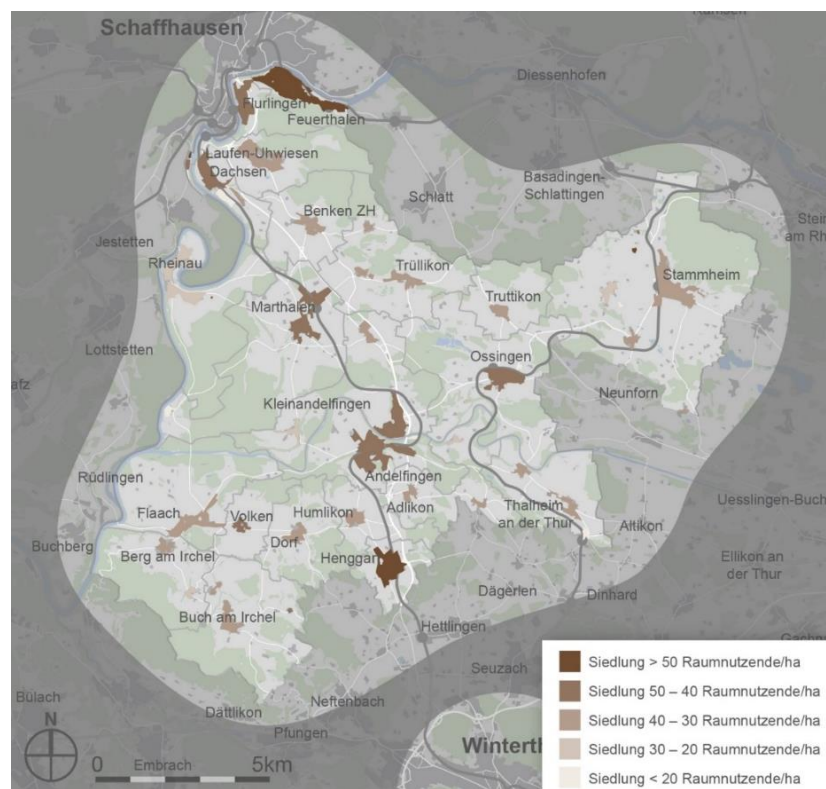 Ramsen
Schaffhausen
Diessenhofen
Flurlingen
Feuerthalen
Laufen-Uhwiesen
Dachsen
Basadingen-
Schlattingen
Schlatt
Stein
am Rh
Benken ZH
Jestetten
Rheinau
Trüllikon
Stammheim
Truttikon
Marthalen
Lottstetten
Ossingen
afz
Neunforn
Kleinandelfingen
Rüdlingen
Andelfingen
Uesslingen-Buch
Flaach
Volken
Humlikon
Adlikon
Thalheim
an der Thur
Altikon
Buchberg
Berg am Irchel
Dorf
Henggart
Ellikon an
der Thur
Dägerlen
Dinhard
Buch am Irchel
Hettlingen
Gachn
Seuzach
Siedlung > 50 Raumnutzende/ha
Siedlung 50 – 40 Raumnutzende/ha
Siedlung 40 – 30 Raumnutzende/ha
Siedlung 30 – 20 Raumnutzende/ha
Siedlung < 20 Raumnutzende/ha
Bülach
Dättlikon
Neftenbach
Pfungen
N
Winterth
0
Embrach
5km